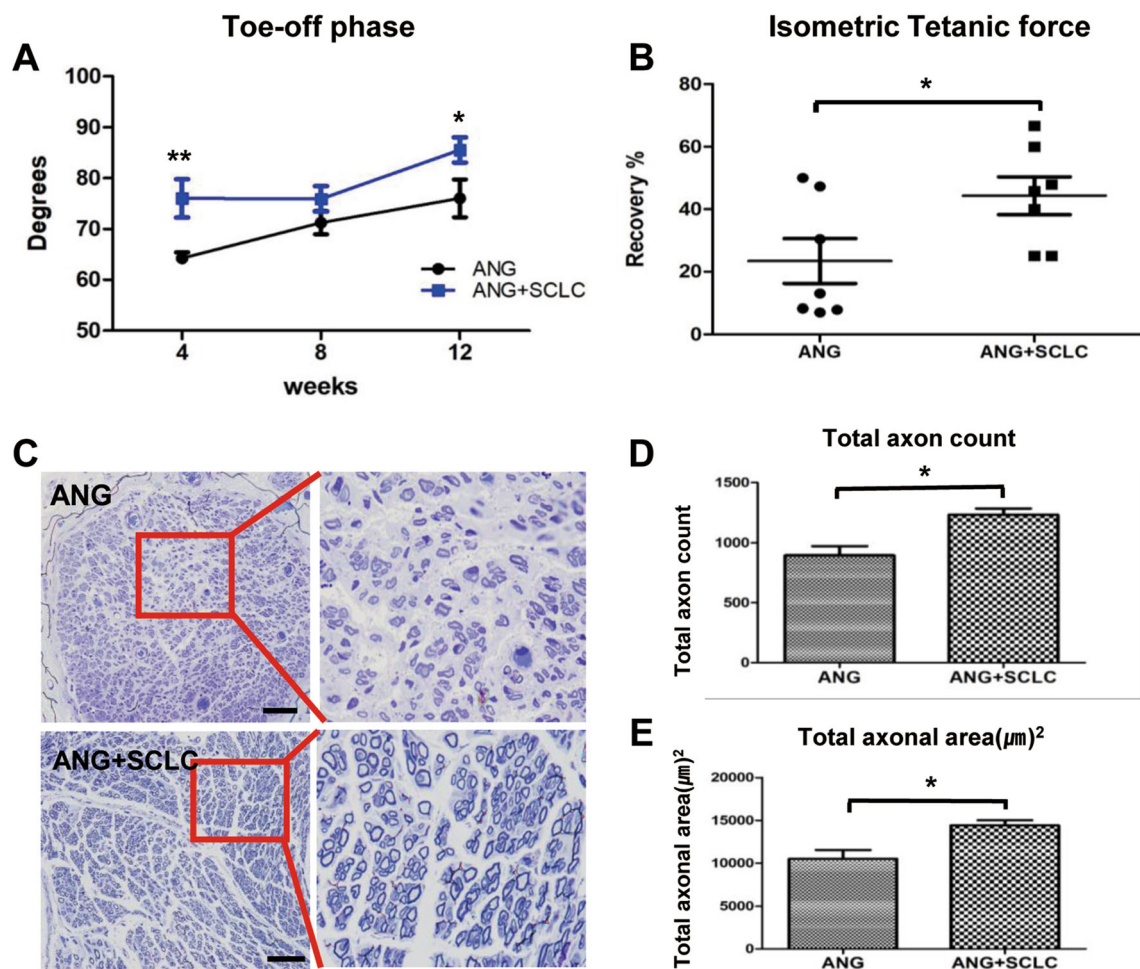 Toe-off phase
A
100
90
80
70
60
50
Degrees
**
*
ANG
ANG+SCLC
4 8 12
weeks
Isometric Tetanic force
B
80
60
40
20
0
Recovery %
*
ANG ANG+SCLC
C
ANG
ANG+SCLC
D
Total axon count
1500
1000
500
0
Total axon count
*
ANG ANG+SCLC
E
Total axonal area(㎛)²
20000
15000
10000
5000
0
Total axonal area(㎛)²
*
ANG ANG+SCLC